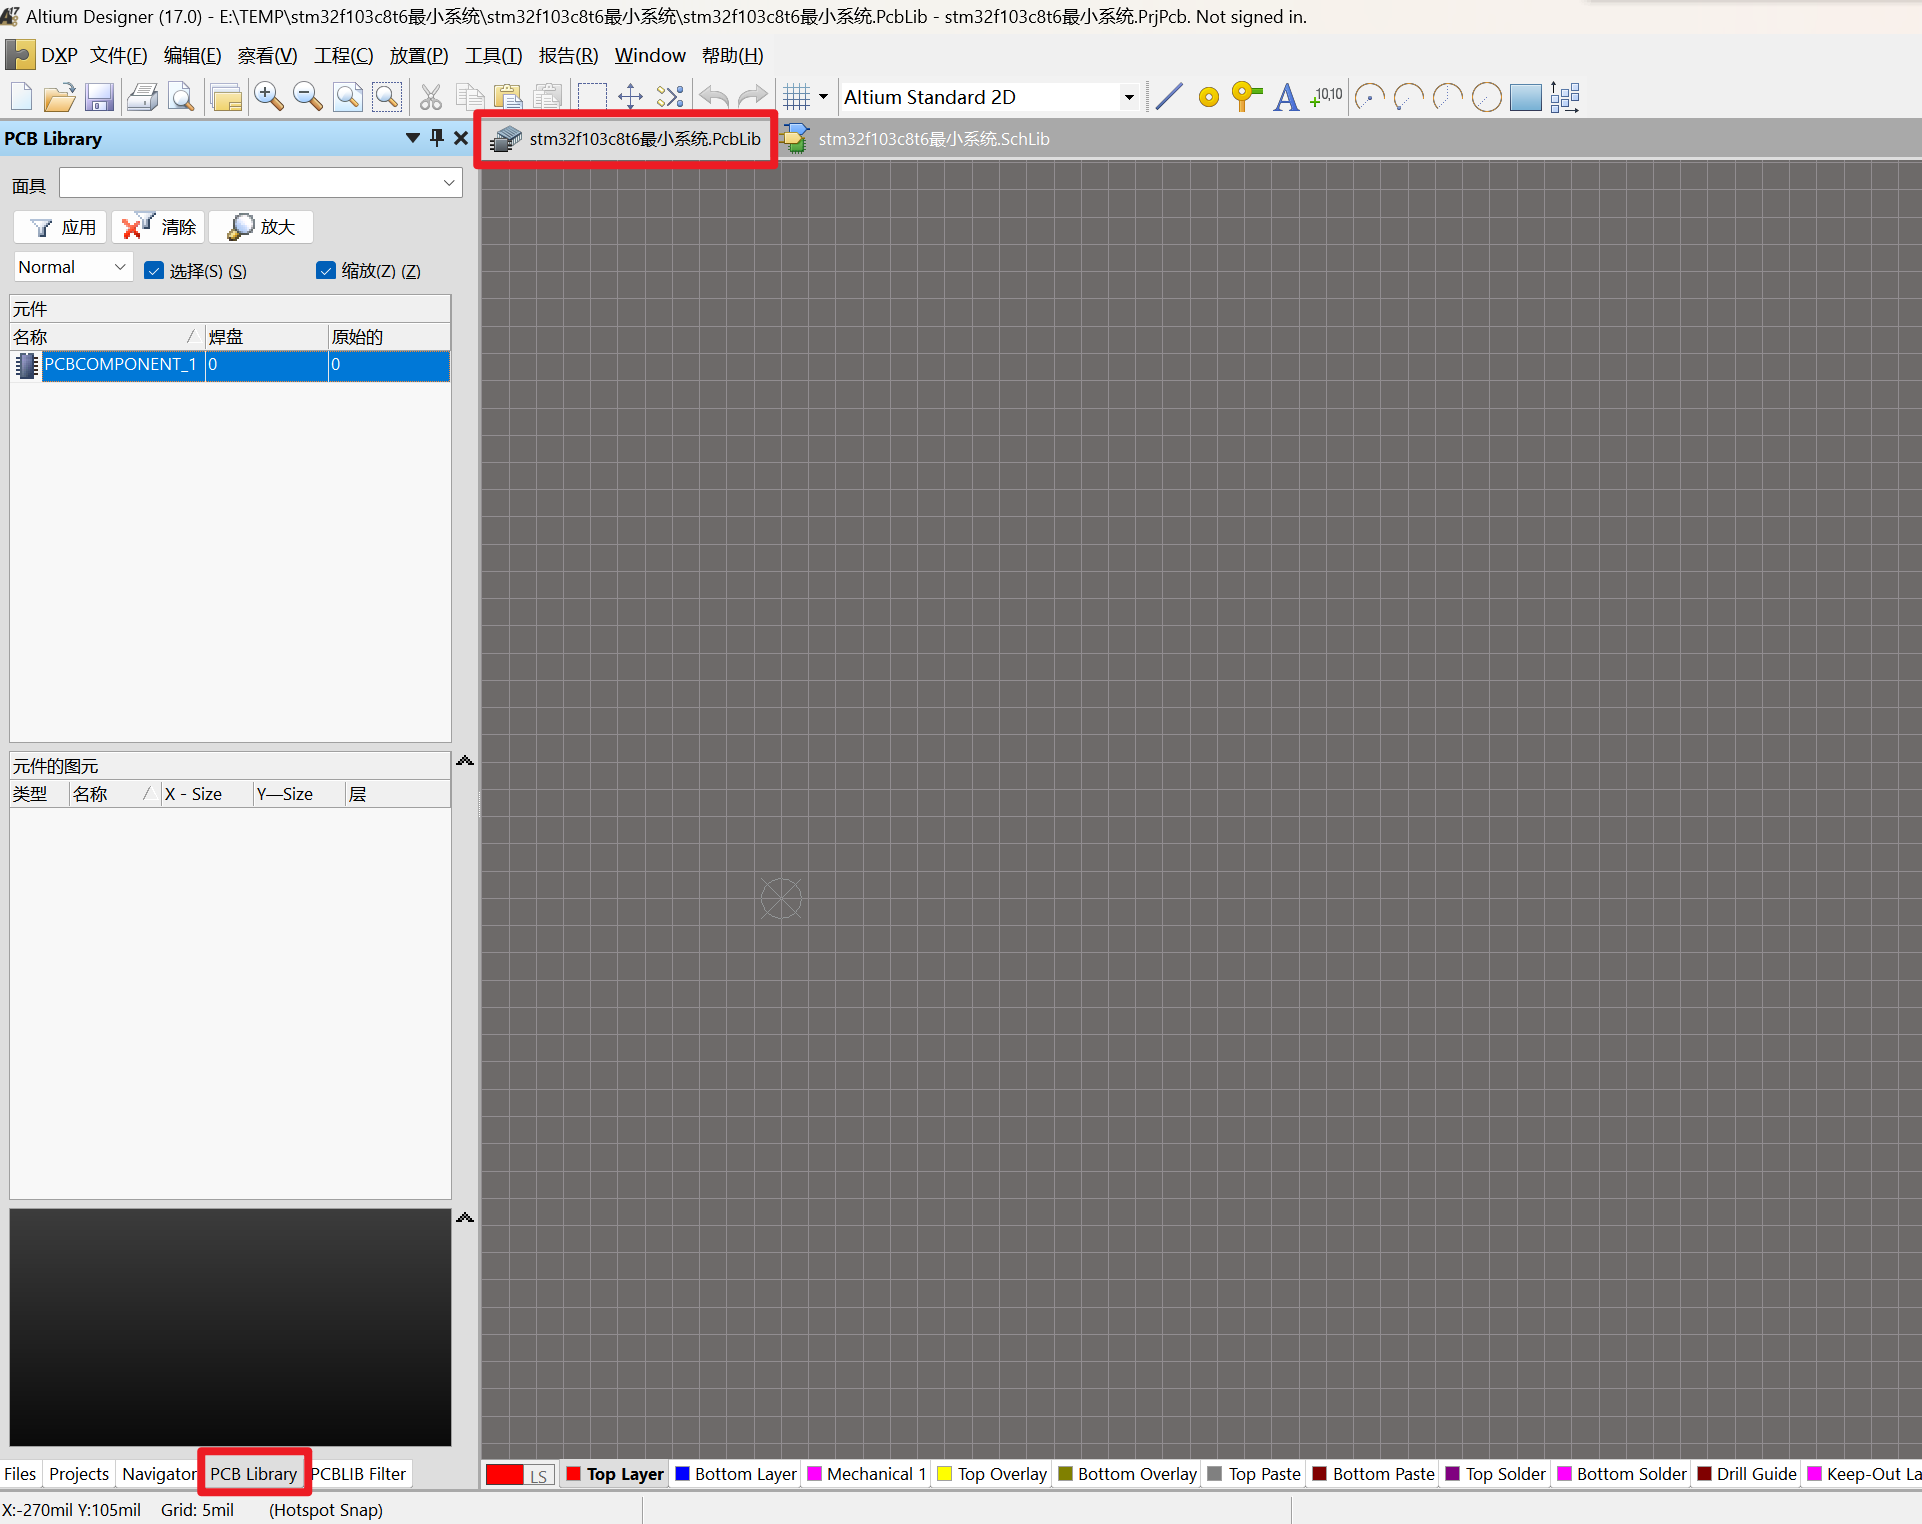 Altium Designer (17.0) - E:\TEMP\stm32f103c8t6最小系统\stm32f103c8t6最小系统\stm32f103c8t6最小系统.PcbLib - stm32f103c8t6最小系统.PrjPcb. Not signed in.
DXP 文件(F) 编辑(E) 察看(V) 工程(C) 放置(P) 工具(T) 报告(R) Window 帮助(H)
Altium Standard 2D
A
+10,10
PCB Library
stm32f103c8t6最小系统.PcbLib
stm32f103c8t6最小系统.SchLib
面具
应用 清除 放大
Normal 选择(S) (S) 缩放(Z) (Z)
元件
名称 焊盘 原始的
PCBCOMPONENT_1 0 0
元件的图元
类型 名称 X - Size Y—Size 层
Files Projects Navigator PCB Library PCBLIB Filter
LS Top Layer Bottom Layer Mechanical 1 Top Overlay Bottom Overlay Top Paste Bottom Paste Top Solder Bottom Solder Drill Guide Keep-Out La
X:-270mil Y:105mil Grid: 5mil (Hotspot Snap)